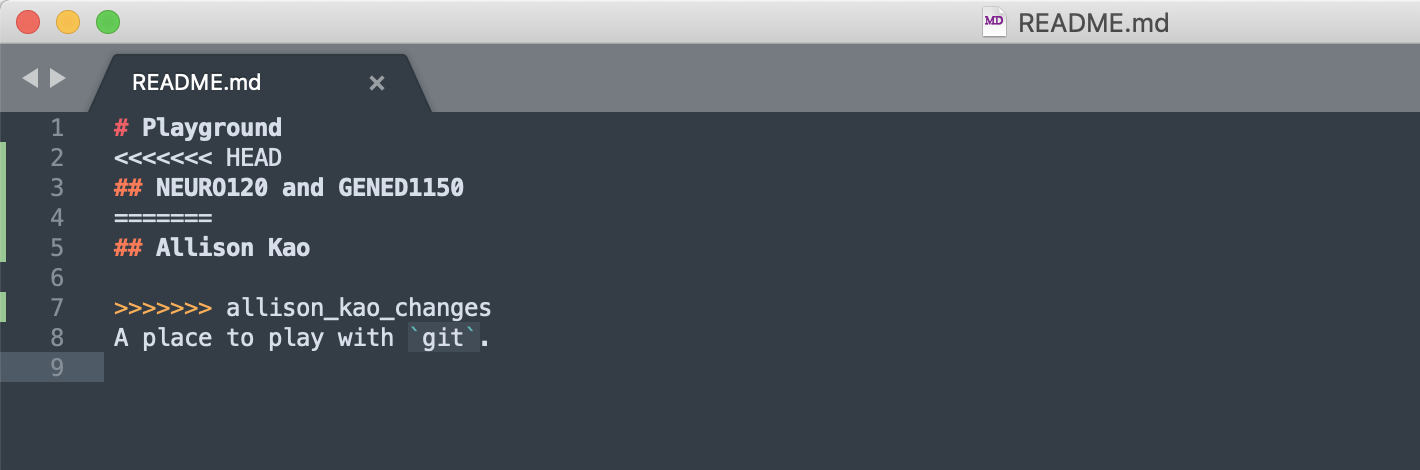 MD README.md
README.md ×
1 # Playground
2 <<<<<<< HEAD
3 ## NEURO120 and GENED1150
4 =======
5 ## Allison Kao
6
7 >>>>>>> allison_kao_changes
8 A place to play with `git`.
9